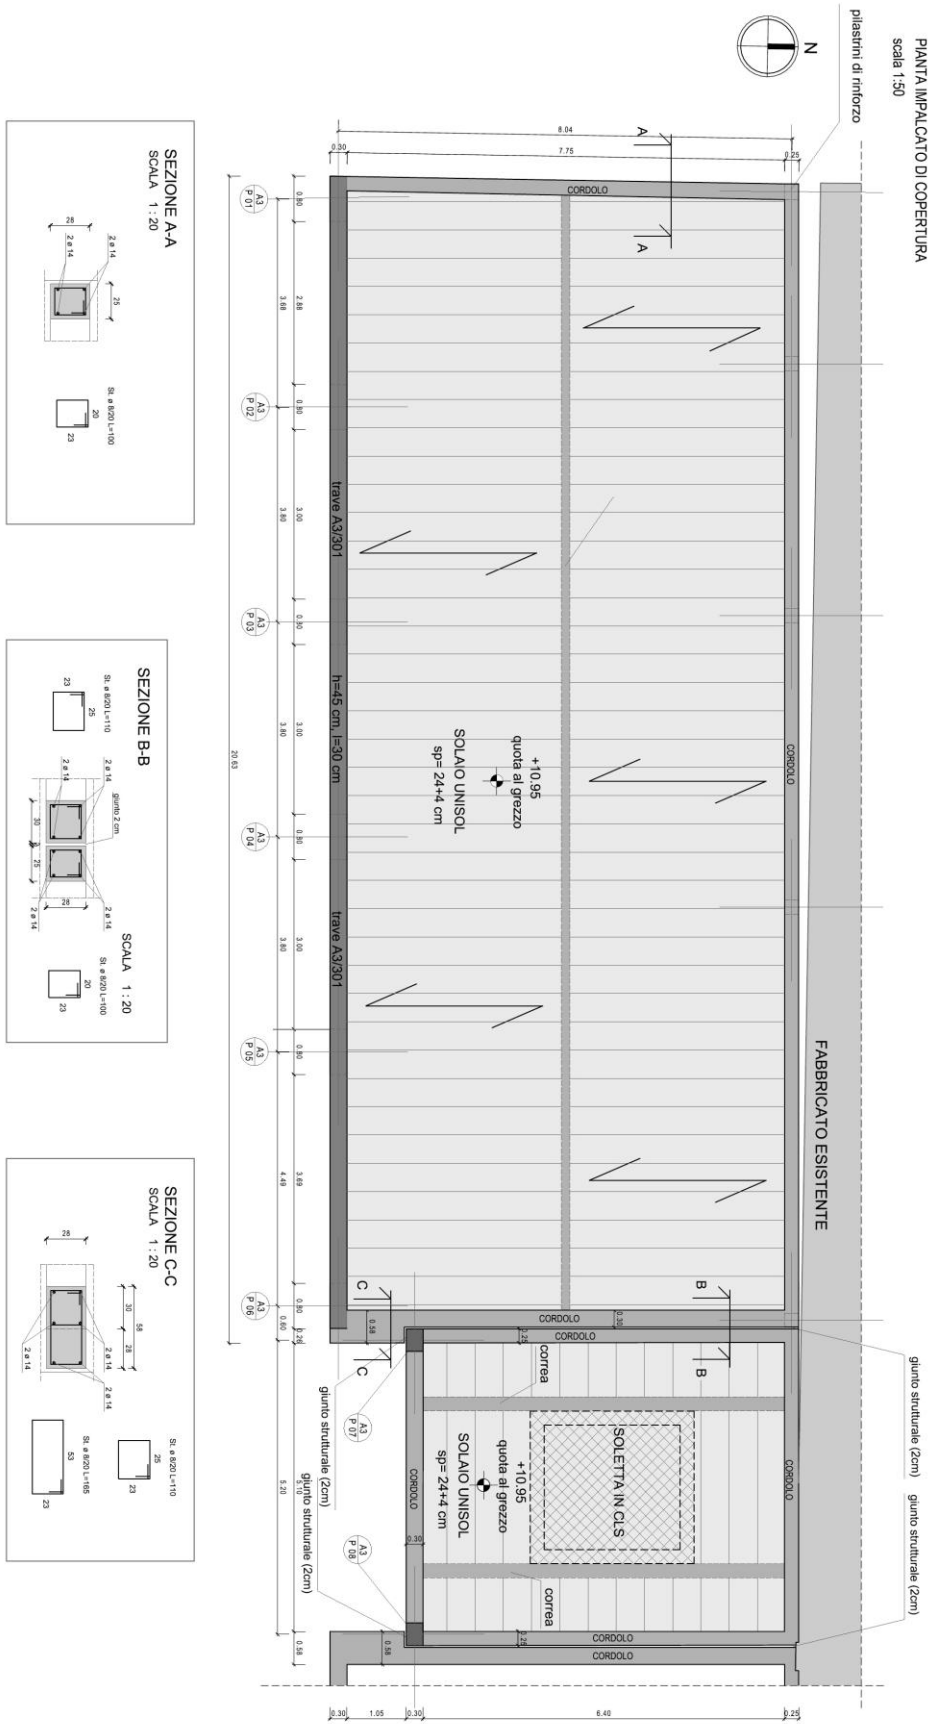 PIANTA IMPALCATO DI COPERTURA
scala 1:50
N
pilastrini di rinforzo
FABBRICATO ESISTENTE
giunto strutturale (2cm)
giunto strutturale (2cm)
8.04
0.30
7.75
0.25
A
A
CORDOLO
CORDOLO
CORDOLO
CORDOLO
CORDOLO
CORDOLO
CORDOLO
CORDOLO
+10.95
quota al grezzo
SOLAIO UNISOL
sp= 24+4 cm
trave A3/301
h=45 cm, l=30 cm
trave A3/301
B
B
C
C
0.30
0.25
0.58
correa
SOLETTA IN CLS
+10.95
quota al grezzo
SOLAIO UNISOL
sp= 24+4 cm
correa
0.30
0.25
0.58
giunto strutturale (2cm)
giunto strutturale (2cm)
0.30
1.05
0.30
6.40
0.25
0.80
2.88
0.80
3.00
0.80
3.00
0.80
3.00
0.80
3.69
0.80
5.10
0.58
3.68
3.80
3.80
3.80
4.49
0.60
0.26
5.20
20.63
A3
P 01
A3
P 02
A3
P 03
A3
P 04
A3
P 05
A3
P 06
A3
P 07
A3
P 08
SEZIONE A-A
SCALA 1 : 20
28
2 ø 14
2 ø 14
25
St. ø 8/20 L=100
20
23
SEZIONE B-B
SCALA 1 : 20
St. ø 8/20 L=110
25
23
2 ø 14
2 ø 14
giunto 2 cm
30
25
28
2 ø 14
2 ø 14
St. ø 8/20 L=100
20
23
SEZIONE C-C
SCALA 1 : 20
28
58
30
28
2 ø 14
2 ø 14
2 ø 14
St. ø 8/20 L=110
25
23
St. ø 8/20 L=165
53
23